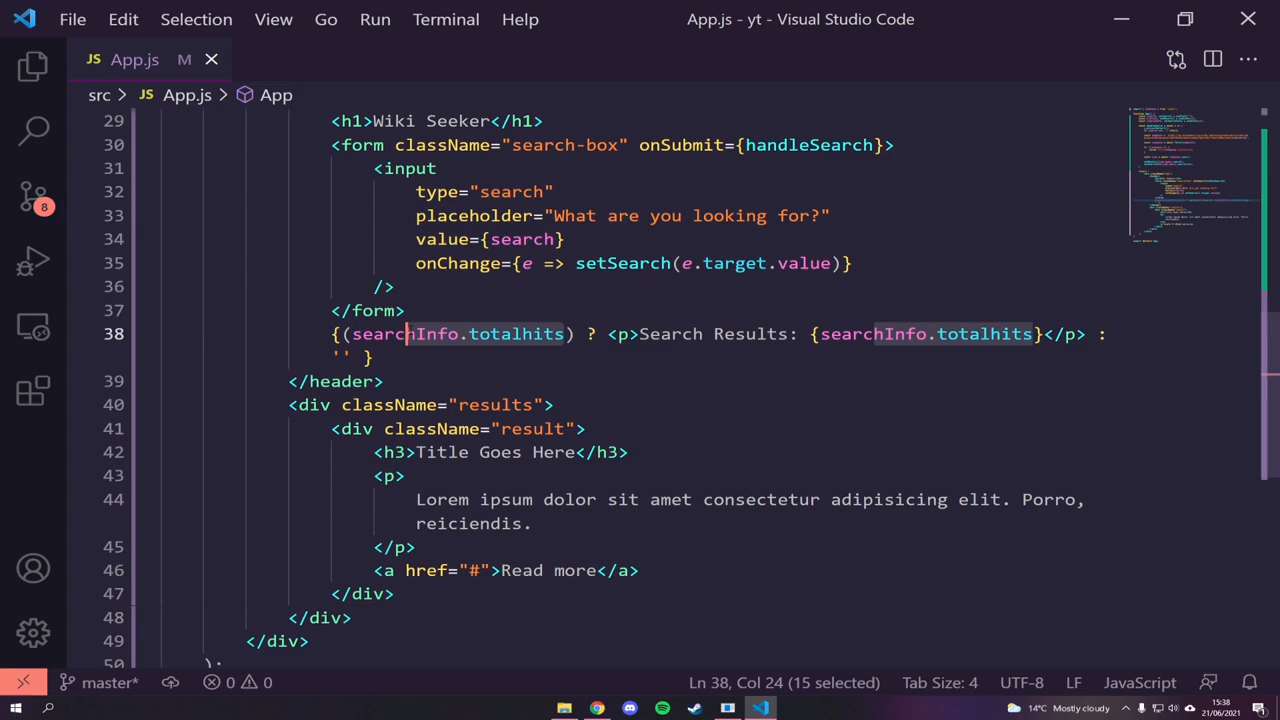 File Edit Selection View Go Run Terminal Help App.js - yt - Visual Studio Code
JS App.js M
src > JS App.js > App
29 <h1>Wiki Seeker</h1>
30 <form className="search-box" onSubmit={handleSearch}>
31 <input
32 type="search"
33 placeholder="What are you looking for?"
34 value={search}
35 onChange={e => setSearch(e.target.value)}
36 />
37 </form>
38 {(searchInfo.totalhits) ? <p>Search Results: {searchInfo.totalhits}</p> :
'' }
39 </header>
40 <div className="results">
41 <div className="result">
42 <h3>Title Goes Here</h3>
43 <p>
44 Lorem ipsum dolor sit amet consectetur adipisicing elit. Porro,
reiciendis.
45 </p>
46 <a href="#">Read more</a>
47 </div>
48 </div>
49 </div>
50 );
8
master* 0 0 Ln 38, Col 24 (15 selected) Tab Size: 4 UTF-8 LF JavaScript
14°C Mostly cloudy 15:38
21/06/2021 1